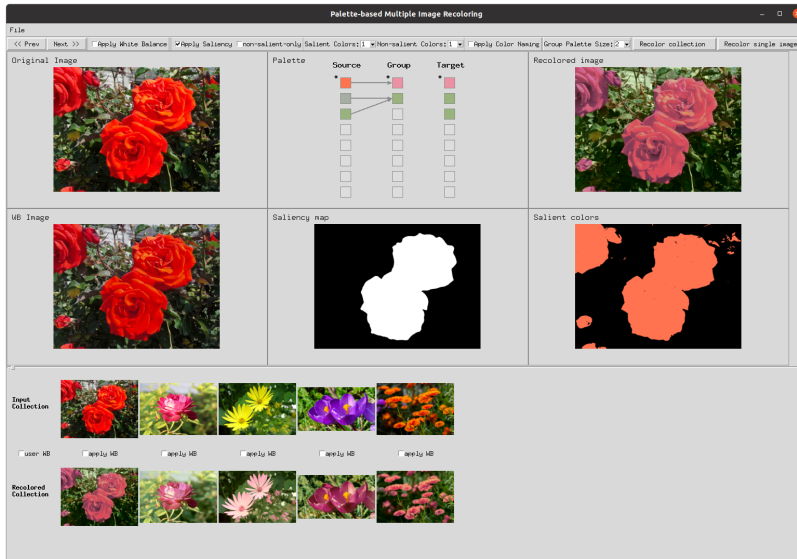 Palette-based Multiple Image Recoloring
File
<< Prev Next >> Apply White Balance Apply Saliency non-salient-only Salient Colors: 1 Non-salient Colors: 1 Apply Color Naming Group Palette Size: 2 Recolor collection Recolor single image
Original Image
Palette
Source Group Target
* * *
Recolored image
WB Image
Saliency map
Salient colors
Input
Collection
user WB apply WB apply WB apply WB apply WB apply WB
Recolored
Collection